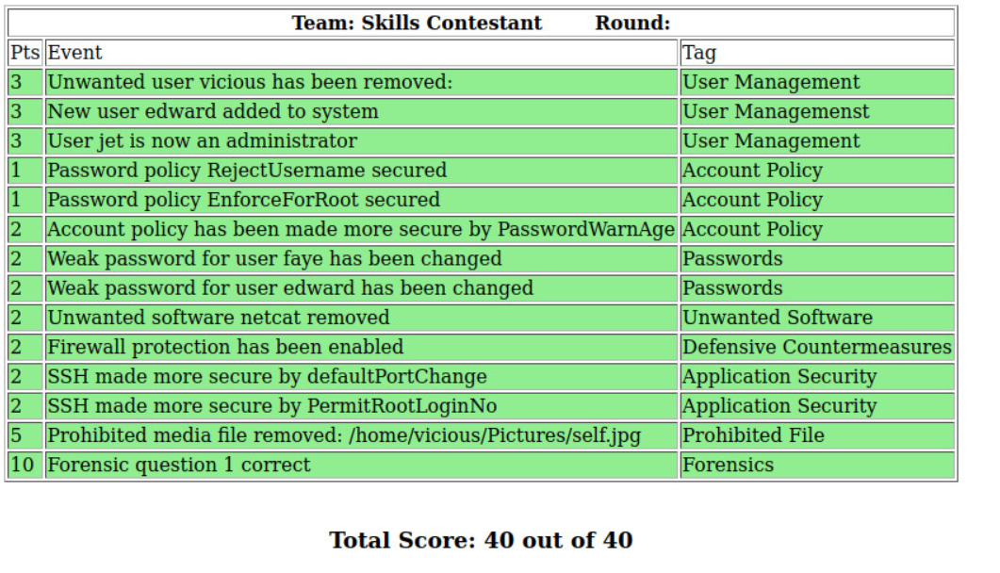 Team: Skills Contestant Round:
Pts Event Tag
3 Unwanted user vicious has been removed: User Management
3 New user edward added to system User Managemenst
3 User jet is now an administrator User Management
1 Password policy RejectUsername secured Account Policy
1 Password policy EnforceForRoot secured Account Policy
2 Account policy has been made more secure by PasswordWarnAge Account Policy
2 Weak password for user faye has been changed Passwords
2 Weak password for user edward has been changed Passwords
2 Unwanted software netcat removed Unwanted Software
2 Firewall protection has been enabled Defensive Countermeasures
2 SSH made more secure by defaultPortChange Application Security
2 SSH made more secure by PermitRootLoginNo Application Security
5 Prohibited media file removed: /home/vicious/Pictures/self.jpg Prohibited File
10 Forensic question 1 correct Forensics
Total Score: 40 out of 40